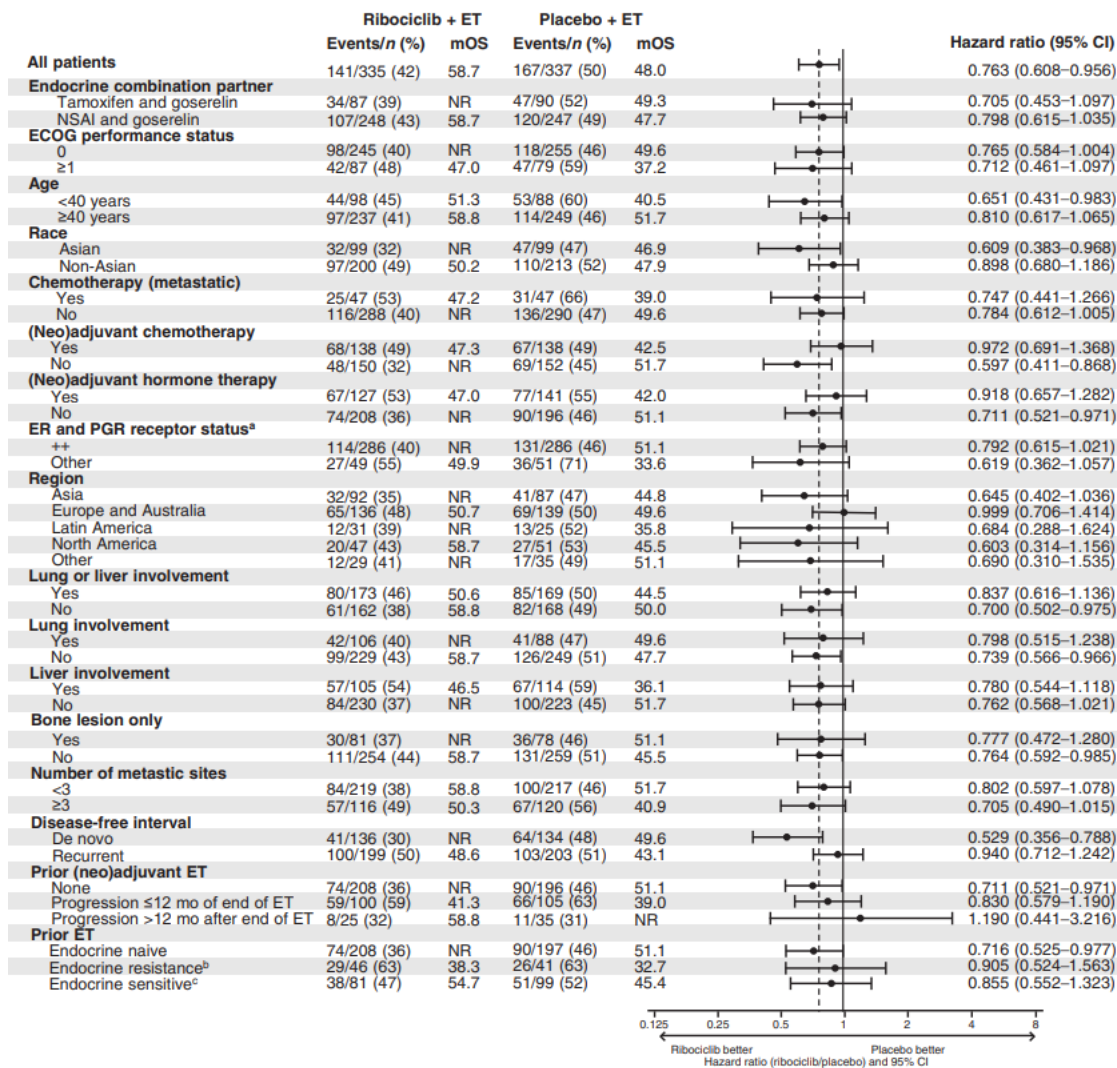 Ribociclib + ET Placebo + ET
Events/n (%) mOS Events/n (%) mOS Hazard ratio (95% CI)
All patients 141/335 (42) 58.7 167/337 (50) 48.0 0.763 (0.608–0.956)
Endocrine combination partner
Tamoxifen and goserelin 34/87 (39) NR 47/90 (52) 49.3 0.705 (0.453–1.097)
NSAI and goserelin 107/248 (43) 58.7 120/247 (49) 47.7 0.798 (0.615–1.035)
ECOG performance status
0 98/245 (40) NR 118/255 (46) 49.6 0.765 (0.584–1.004)
≥1 42/87 (48) 47.0 47/79 (59) 37.2 0.712 (0.461–1.097)
Age
<40 years 44/98 (45) 51.3 53/88 (60) 40.5 0.651 (0.431–0.983)
≥40 years 97/237 (41) 58.8 114/249 (46) 51.7 0.810 (0.617–1.065)
Race
Asian 32/99 (32) NR 47/99 (47) 46.9 0.609 (0.383–0.968)
Non-Asian 97/200 (49) 50.2 110/213 (52) 47.9 0.898 (0.680–1.186)
Chemotherapy (metastatic)
Yes 25/47 (53) 47.2 31/47 (66) 39.0 0.747 (0.441–1.266)
No 116/288 (40) NR 136/290 (47) 49.6 0.784 (0.612–1.005)
(Neo)adjuvant chemotherapy
Yes 68/138 (49) 47.3 67/138 (49) 42.5 0.972 (0.691–1.368)
No 48/150 (32) NR 69/152 (45) 51.7 0.597 (0.411–0.868)
(Neo)adjuvant hormone therapy
Yes 67/127 (53) 47.0 77/141 (55) 42.0 0.918 (0.657–1.282)
No 74/208 (36) NR 90/196 (46) 51.1 0.711 (0.521–0.971)
ER and PGR receptor statusᵃ
++ 114/286 (40) NR 131/286 (46) 51.1 0.792 (0.615–1.021)
Other 27/49 (55) 49.9 36/51 (71) 33.6 0.619 (0.362–1.057)
Region
Asia 32/92 (35) NR 41/87 (47) 44.8 0.645 (0.402–1.036)
Europe and Australia 65/136 (48) 50.7 69/139 (50) 49.6 0.999 (0.706–1.414)
Latin America 12/31 (39) NR 13/25 (52) 35.8 0.684 (0.288–1.624)
North America 20/47 (43) 58.7 27/51 (53) 45.5 0.603 (0.314–1.156)
Other 12/29 (41) NR 17/35 (49) 51.1 0.690 (0.310–1.535)
Lung or liver involvement
Yes 80/173 (46) 50.6 85/169 (50) 44.5 0.837 (0.616–1.136)
No 61/162 (38) 58.8 82/168 (49) 50.0 0.700 (0.502–0.975)
Lung involvement
Yes 42/106 (40) NR 41/88 (47) 49.6 0.798 (0.515–1.238)
No 99/229 (43) 58.7 126/249 (51) 47.7 0.739 (0.566–0.966)
Liver involvement
Yes 57/105 (54) 46.5 67/114 (59) 36.1 0.780 (0.544–1.118)
No 84/230 (37) NR 100/223 (45) 51.7 0.762 (0.568–1.021)
Bone lesion only
Yes 30/81 (37) NR 36/78 (46) 51.1 0.777 (0.472–1.280)
No 111/254 (44) 58.7 131/259 (51) 45.5 0.764 (0.592–0.985)
Number of metastic sites
<3 84/219 (38) 58.8 100/217 (46) 51.7 0.802 (0.597–1.078)
≥3 57/116 (49) 50.3 67/120 (56) 40.9 0.705 (0.490–1.015)
Disease-free interval
De novo 41/136 (30) NR 64/134 (48) 49.6 0.529 (0.356–0.788)
Recurrent 100/199 (50) 48.6 103/203 (51) 43.1 0.940 (0.712–1.242)
Prior (neo)adjuvant ET
None 74/208 (36) NR 90/196 (46) 51.1 0.711 (0.521–0.971)
Progression ≤12 mo of end of ET 59/100 (59) 41.3 66/105 (63) 39.0 0.830 (0.579–1.190)
Progression >12 mo after end of ET 8/25 (32) 58.8 11/35 (31) NR 1.190 (0.441–3.216)
Prior ET
Endocrine naive 74/208 (36) NR 90/197 (46) 51.1 0.716 (0.525–0.977)
Endocrine resistanceᵇ 29/46 (63) 38.3 26/41 (63) 32.7 0.905 (0.524–1.563)
Endocrine sensitiveᶜ 38/81 (47) 54.7 51/99 (52) 45.4 0.855 (0.552–1.323)
0.125 0.25 0.5 1 2 4 8
Ribociclib better Placebo better
Hazard ratio (ribociclib/placebo) and 95% CI